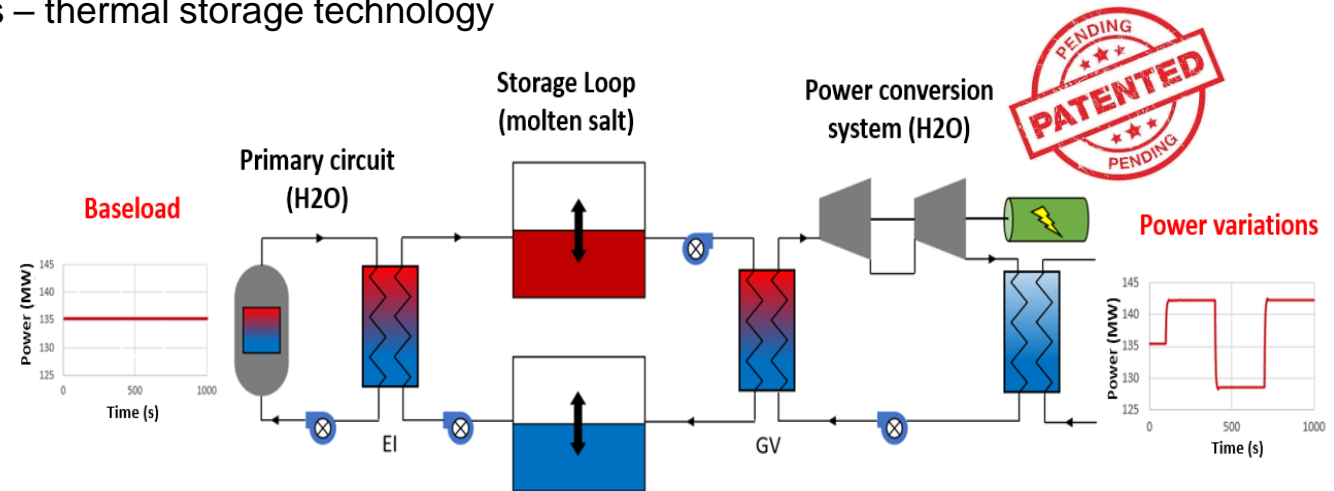 s – thermal storage technology
PENDING
PATENTED
PENDING
Storage Loop
(molten salt)
Power conversion
system (H2O)
Primary circuit
(H2O)
Baseload
Power variations
Power (MW)
145
140
135
130
125
0
500
1000
Time (s)
EI
GV
Power (MW)
145
140
135
130
125
0
500
1000
Time (s)